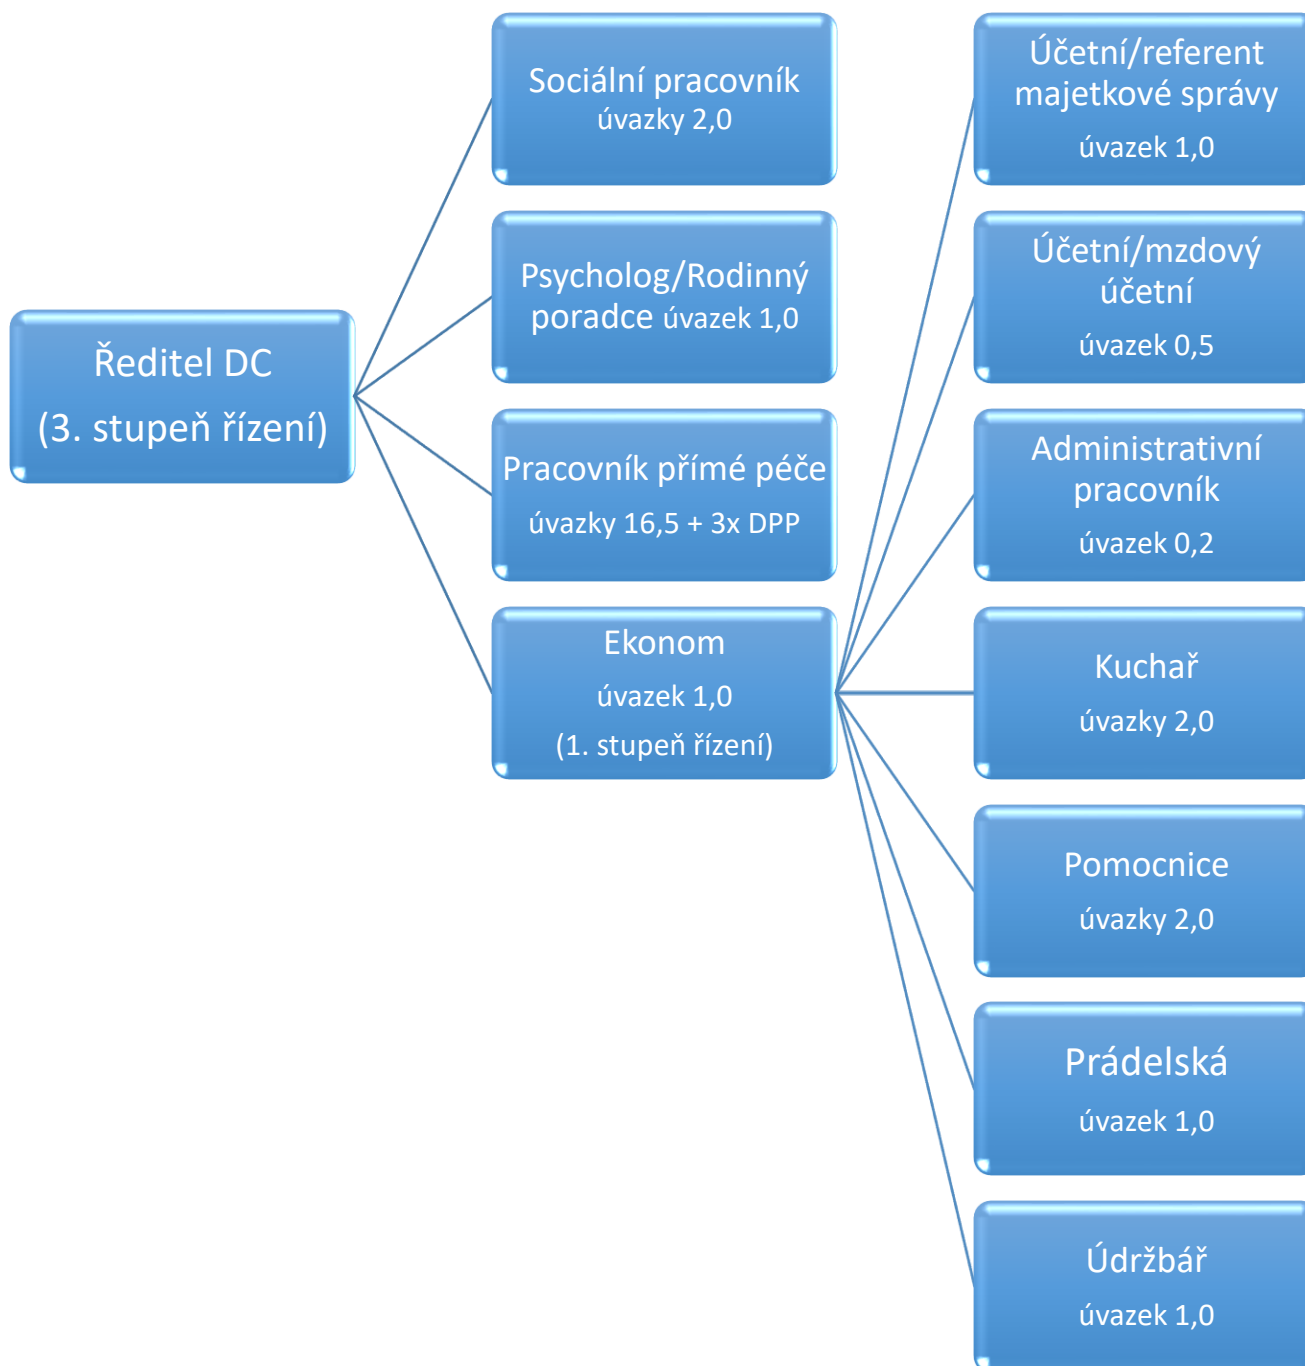 Ředitel DC
(3. stupeň řízení)
Sociální pracovník
úvazky 2,0
Psycholog/Rodinný
poradce úvazek 1,0
Pracovník přímé péče
úvazky 16,5 + 3x DPP
Ekonom
úvazek 1,0
(1. stupeň řízení)
Účetní/referent
majetkové správy
úvazek 1,0
Účetní/mzdový
účetní
úvazek 0,5
Administrativní
pracovník
úvazek 0,2
Kuchař
úvazky 2,0
Pomocnice
úvazky 2,0
Prádelská
úvazek 1,0
Údržbář
úvazek 1,0